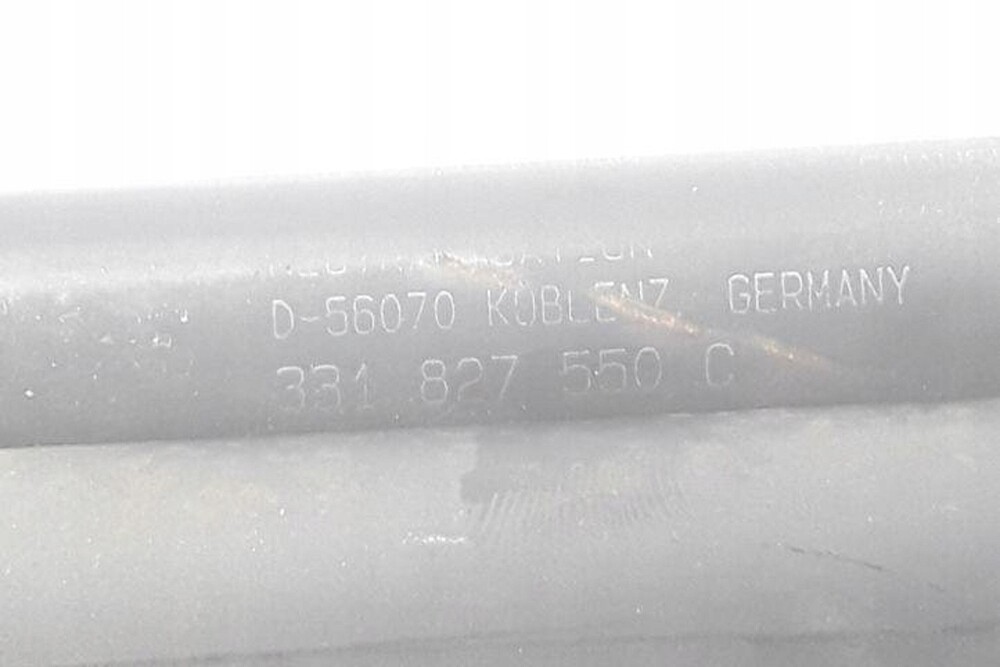 D-56070 KOBLENZ GERMANY
331 827 550 C